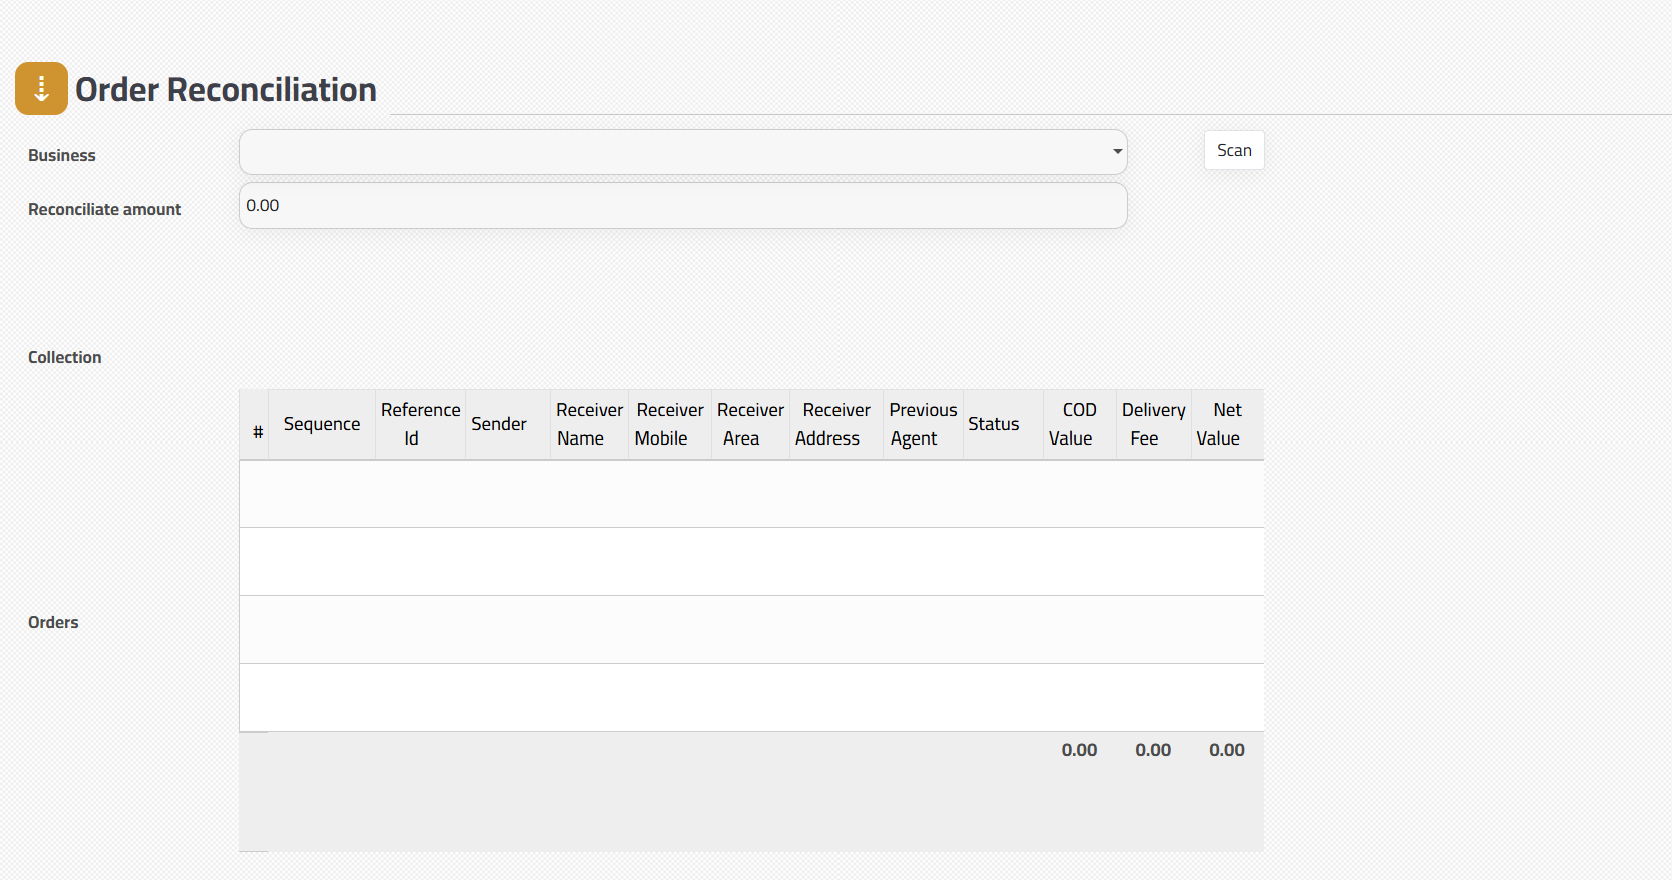 Order Reconciliation
Business
Scan
Reconciliate amount
0.00
Collection
# Sequence Reference Id Sender Receiver Name Receiver Mobile Receiver Area Receiver Address Previous Agent Status COD Value Delivery Fee Net Value
Orders
0.00 0.00 0.00